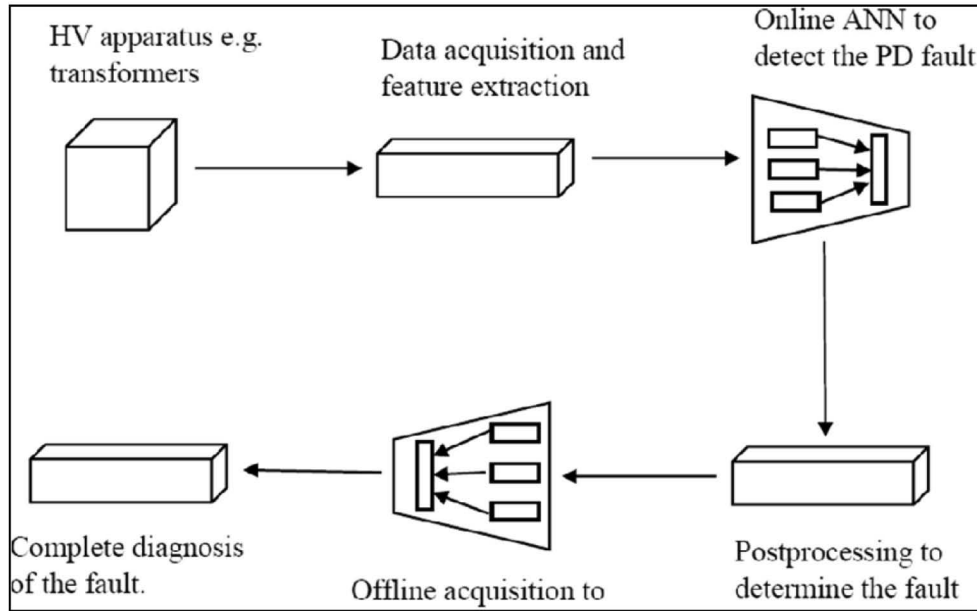 HV apparatus e.g.
transformers
Data acquisition and
feature extraction
Online ANN to
detect the PD fault
Postprocessing to
determine the fault
Offline acquisition to
Complete diagnosis
of the fault.